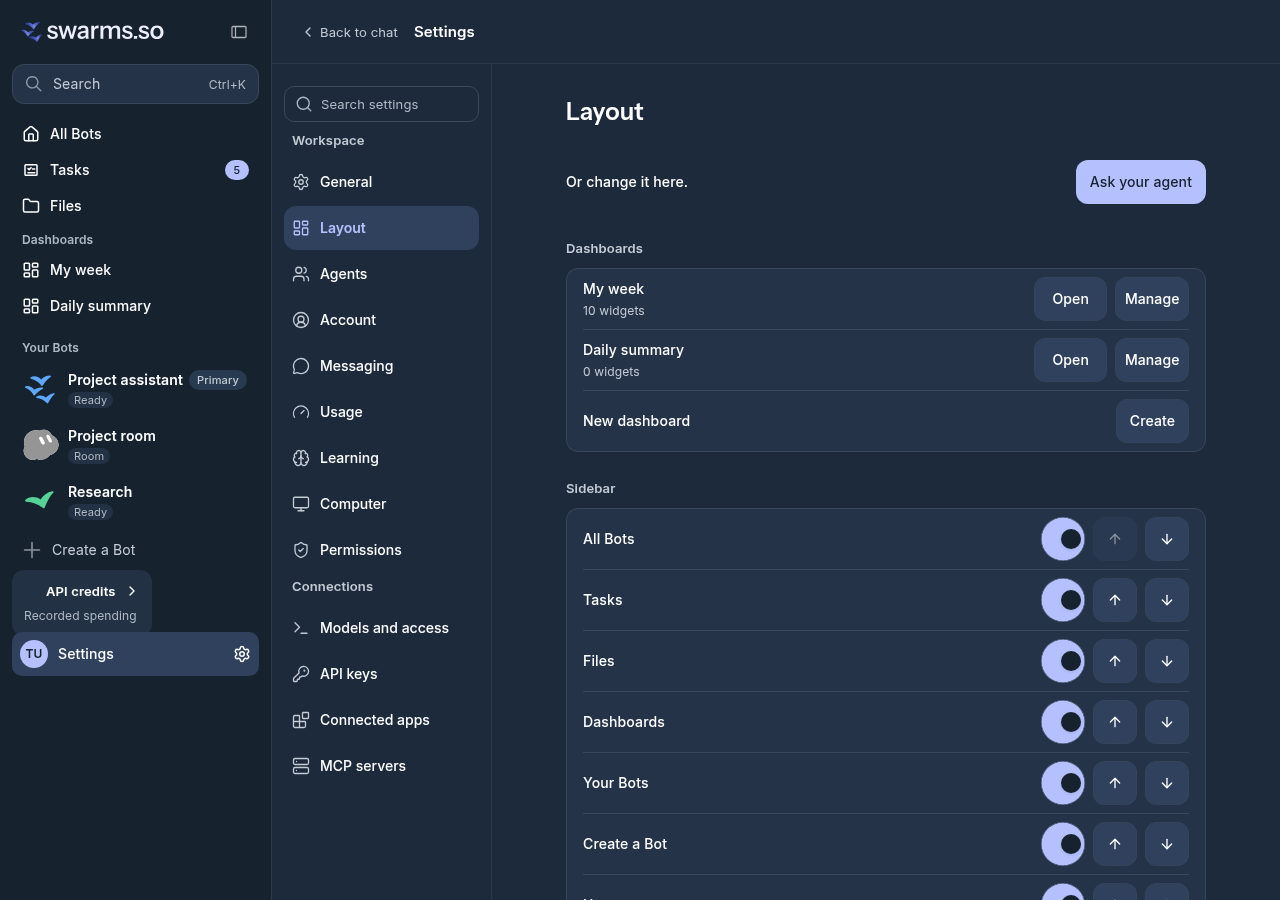 swarms.so
Search Ctrl+K
All Bots
Tasks 5
Files
Dashboards
My week
Daily summary
Your Bots
Project assistant Primary
Ready
Project room
Room
Research
Ready
Create a Bot
API credits
Recorded spending
TU Settings
Back to chat Settings
Search settings
Workspace
General
Layout
Agents
Account
Messaging
Usage
Learning
Computer
Permissions
Connections
Models and access
API keys
Connected apps
MCP servers
Layout
Or change it here. Ask your agent
Dashboards
My week
10 widgets
Open Manage
Daily summary
0 widgets
Open Manage
New dashboard Create
Sidebar
All Bots
Tasks
Files
Dashboards
Your Bots
Create a Bot